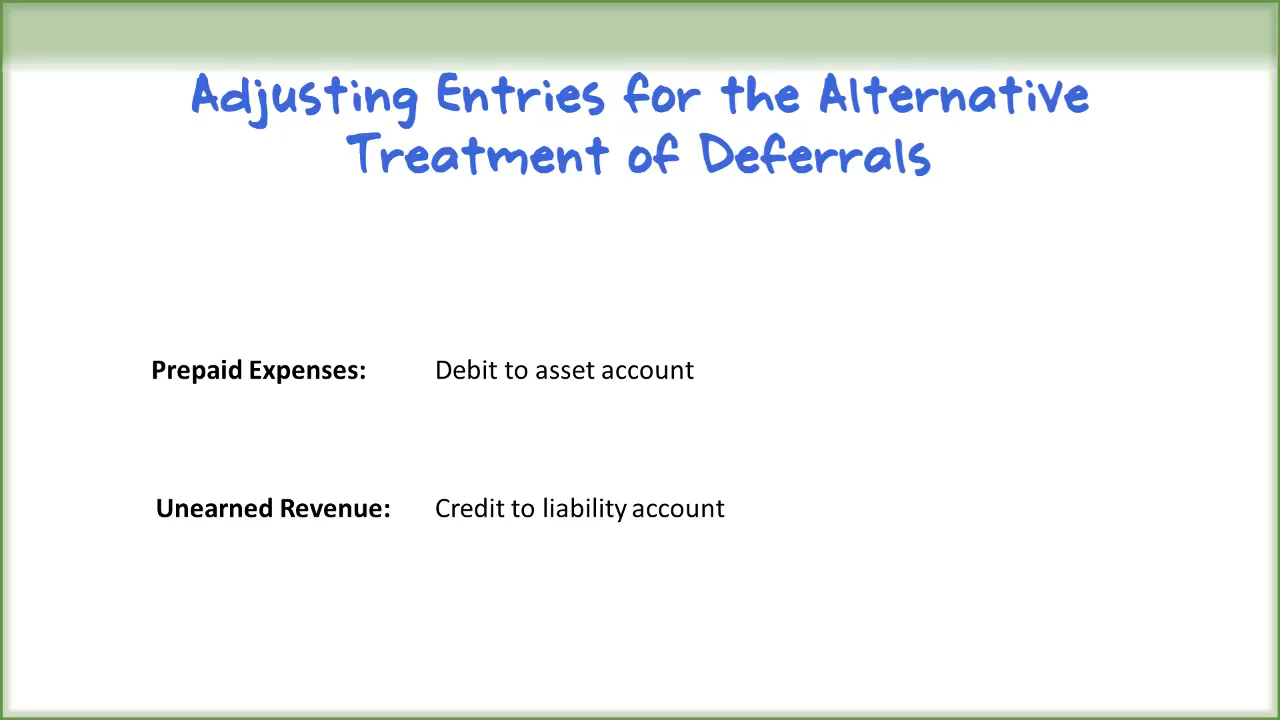 Adjusting Entries for the Alternative
Treatment of Deferrals
Prepaid Expenses: Debit to asset account
Unearned Revenue: Credit to liability account